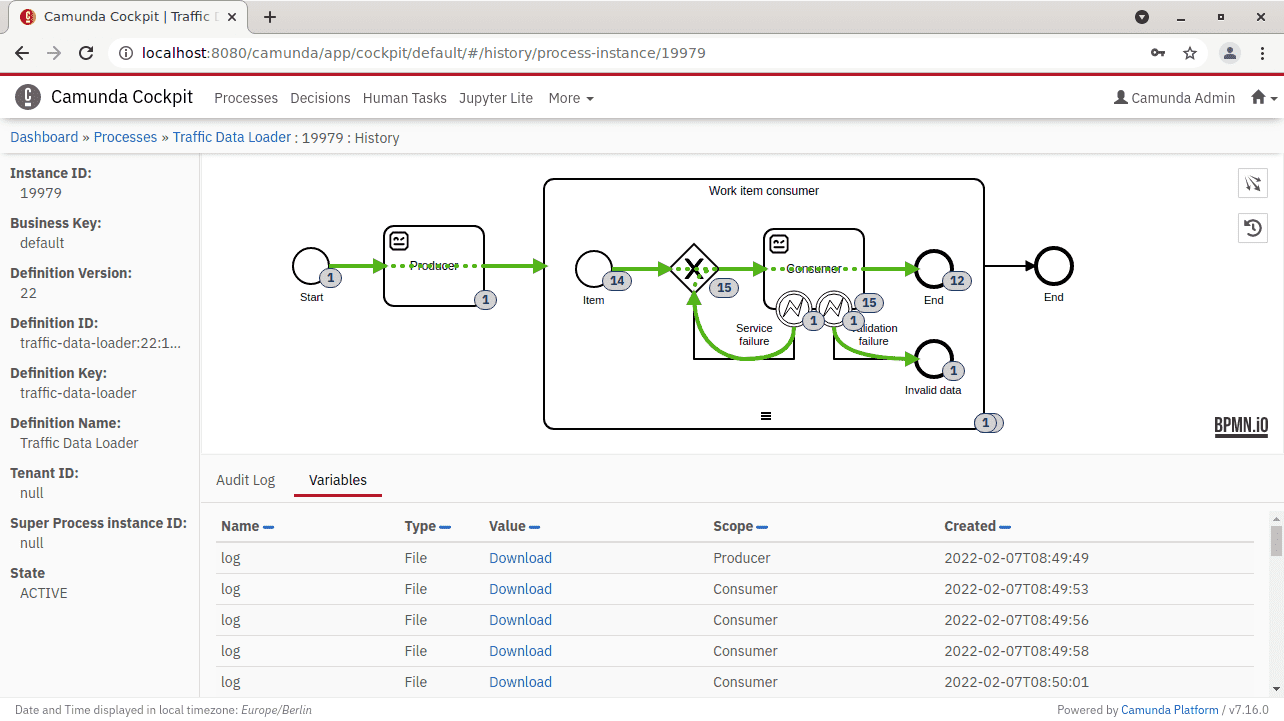 Camunda Cockpit | Traffic D
localhost:8080/camunda/app/cockpit/default/#/history/process-instance/19979
Camunda Cockpit
Processes
Decisions
Human Tasks
Jupyter Lite
More
Camunda Admin
Dashboard » Processes » Traffic Data Loader : 19979 : History
Instance ID:
19979
Business Key:
default
Definition Version:
22
Definition ID:
traffic-data-loader:22:1...
Definition Key:
traffic-data-loader
Definition Name:
Traffic Data Loader
Tenant ID:
null
Super Process instance ID:
null
State
ACTIVE
Start
1
Producer
1
Work item consumer
Item
14
15
Consumer
15
1
1
Service
failure
Validation
failure
End
12
Invalid data
1
1
End
BPMN.iO
Audit Log
Variables
Name Type Value Scope Created
log File Download Producer 2022-02-07T08:49:49
log File Download Consumer 2022-02-07T08:49:53
log File Download Consumer 2022-02-07T08:49:56
log File Download Consumer 2022-02-07T08:49:58
log File Download Consumer 2022-02-07T08:50:01
Date and Time displayed in local timezone: Europe/Berlin
Powered by Camunda Platform / v7.16.0